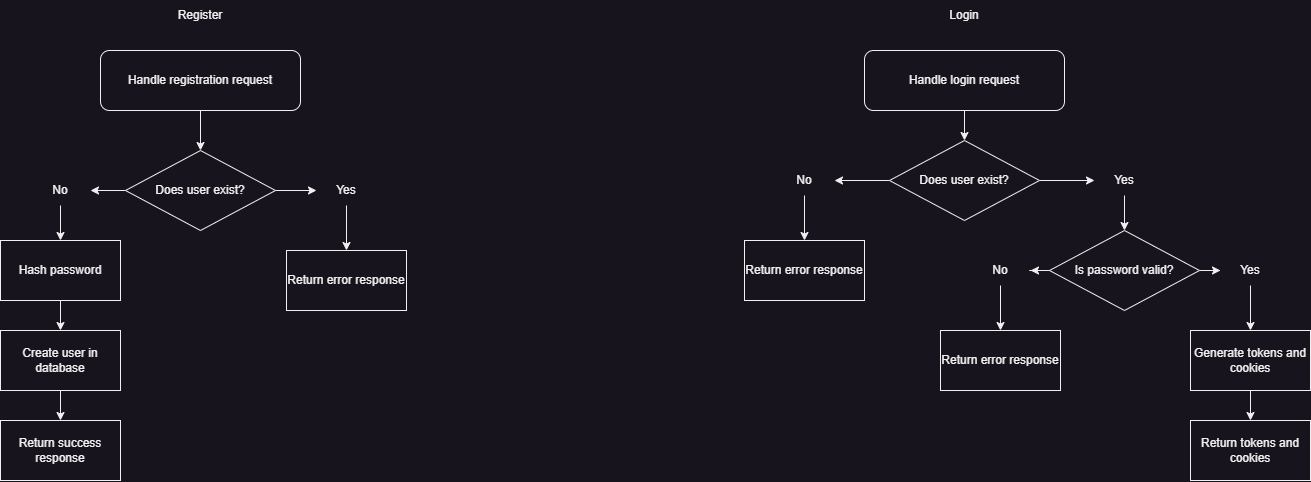 Register
Handle registration request
Does user exist?
No
Yes
Hash password
Return error response
Create user in
database
Return success
response
Login
Handle login request
Does user exist?
No
Yes
Return error response
Is password valid?
No
Yes
Return error response
Generate tokens and
cookies
Return tokens and
cookies